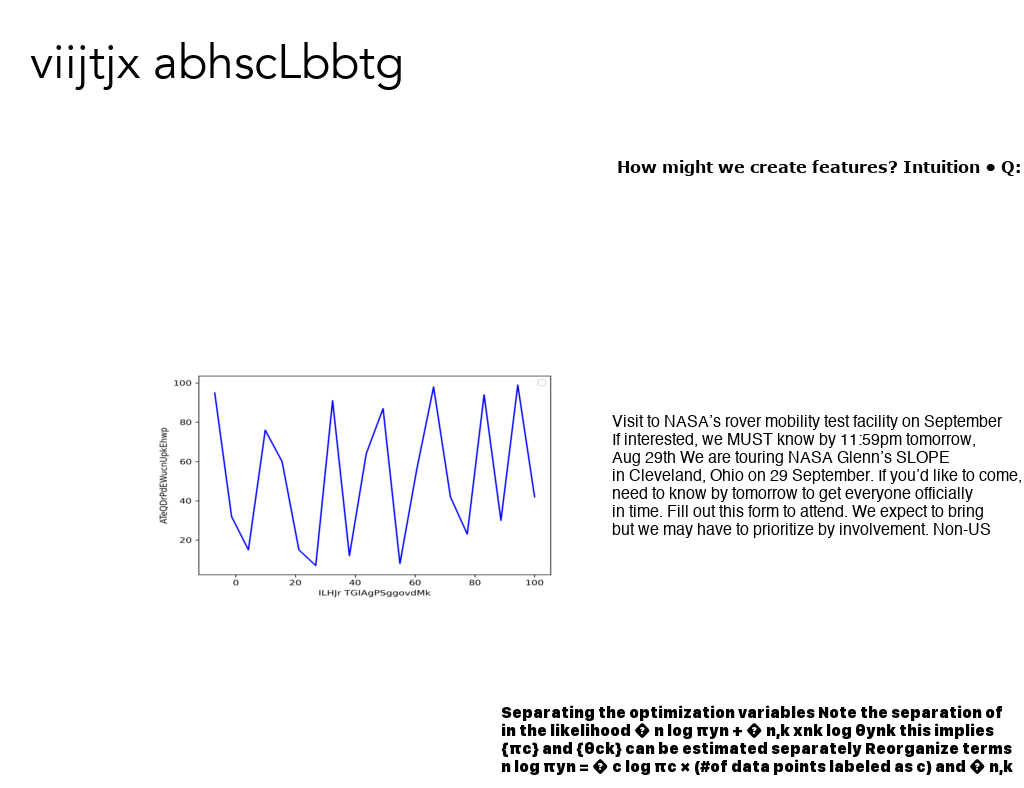 viijtjx abhscLbbtg
How might we create features? Intuition ● Q:
100
80
60
40
20
ATeQDrPdEWucnUpkEhwp
0 20 40 60 80 100
ILHJr TGIAgPSggovdMk
Visit to NASA’s rover mobility test facility on September
If interested, we MUST know by 11:59pm tomorrow,
Aug 29th We are touring NASA Glenn’s SLOPE
in Cleveland, Ohio on 29 September. If you’d like to come,
need to know by tomorrow to get everyone officially
in time. Fill out this form to attend. We expect to bring
but we may have to prioritize by involvement. Non-US
Separating the optimization variables Note the separation of
in the likelihood � n log πyn + � n,k xnk log θynk this implies
{πc} and {θck} can be estimated separately Reorganize terms
n log πyn = � c log πc × (#of data points labeled as c) and � n,k